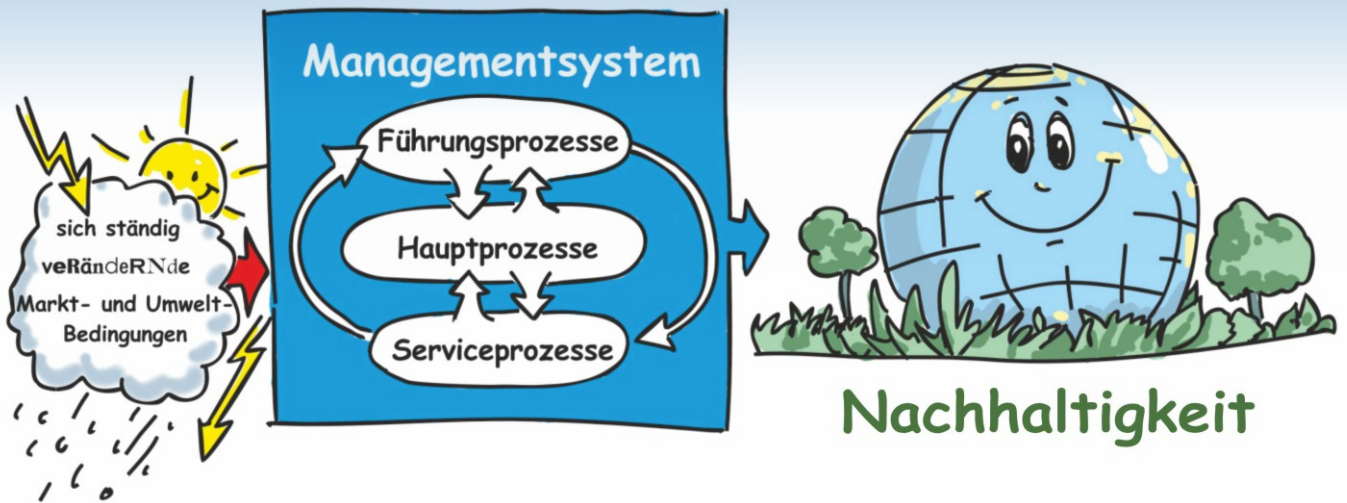 Managementsystem
Führungsprozesse
Hauptprozesse
Serviceprozesse
sich ständig
veRändeRNde
Markt- und Umwelt-
Bedingungen
Nachhaltigkeit